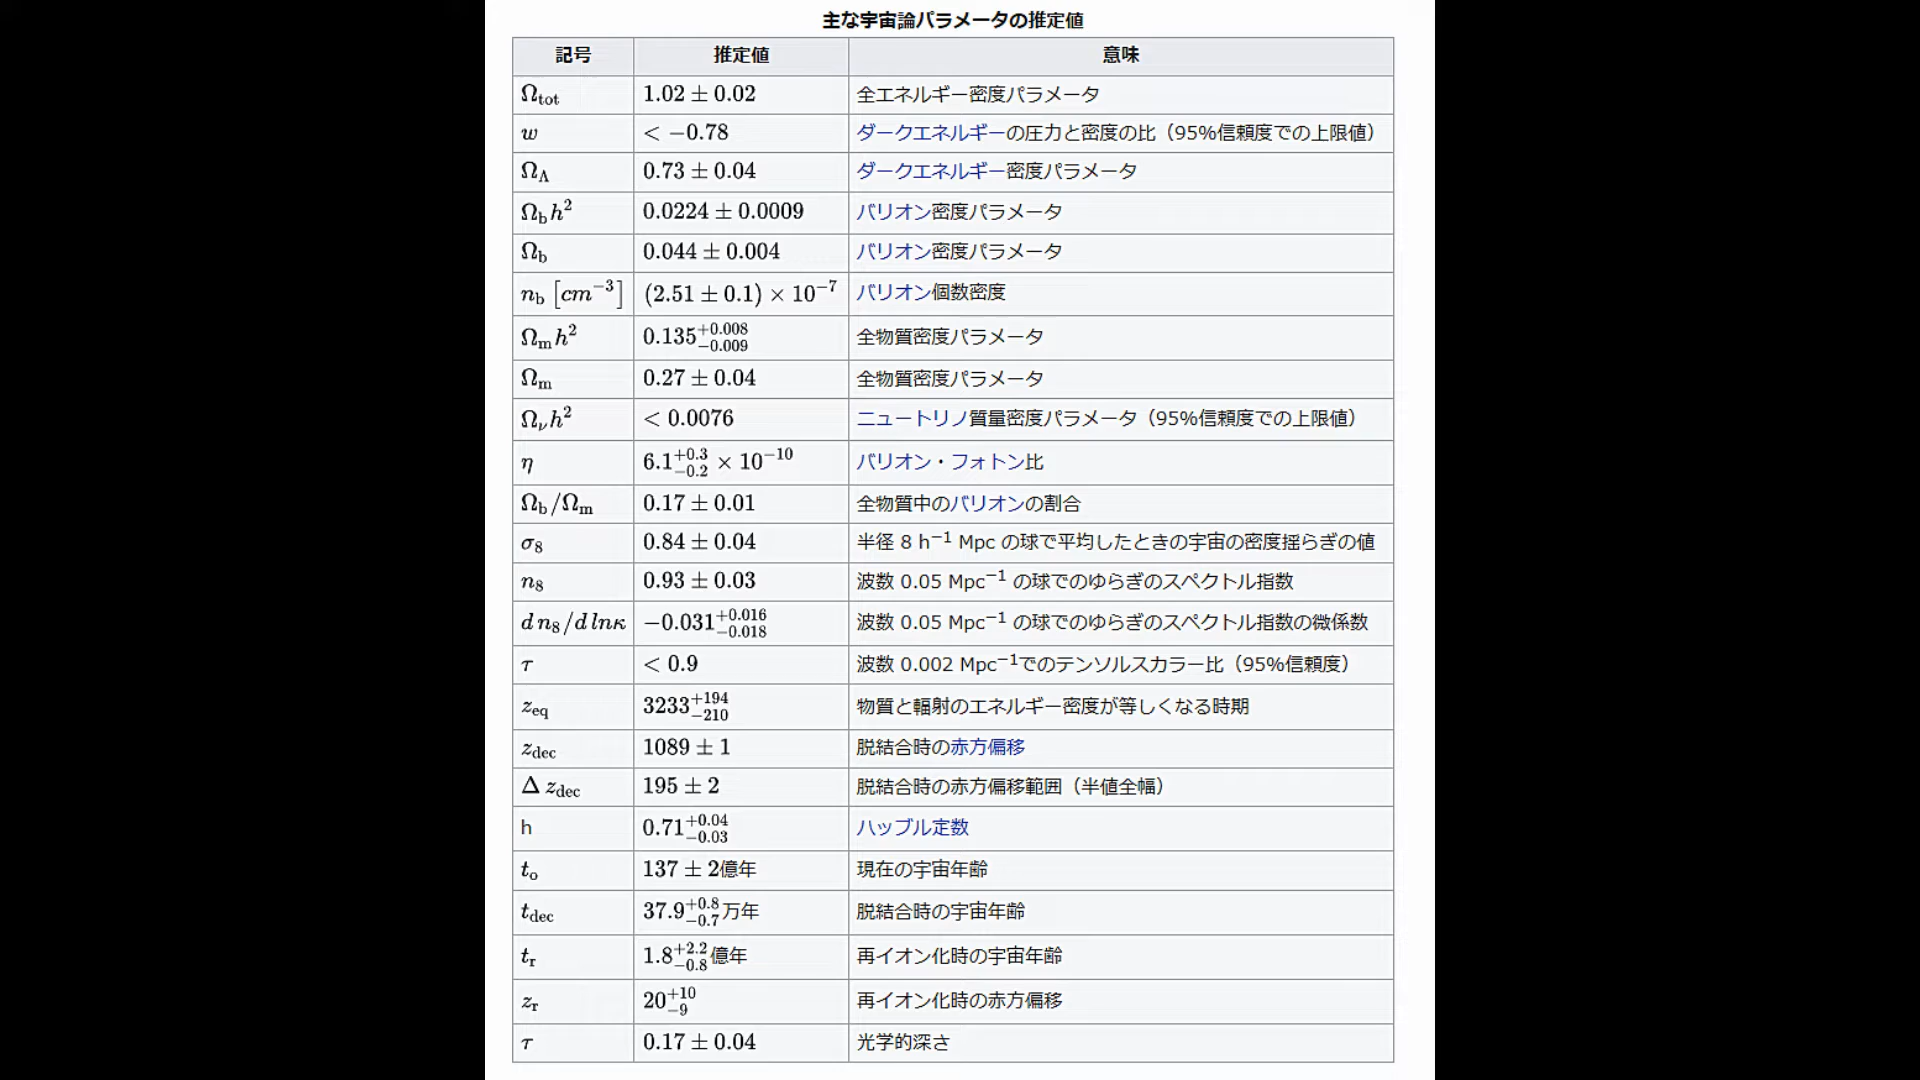 主な宇宙論パラメータの推定値
記号 推定値 意味
Ωtot 1.02 ± 0.02 全エネルギー密度パラメータ
w < −0.78 ダークエネルギーの圧力と密度の比（95%信頼度での上限値）
ΩΛ 0.73 ± 0.04 ダークエネルギー密度パラメータ
Ωb h² 0.0224 ± 0.0009 バリオン密度パラメータ
Ωb 0.044 ± 0.004 バリオン密度パラメータ
nb [cm⁻³] (2.51 ± 0.1) × 10⁻⁷ バリオン個数密度
Ωm h² 0.135 +0.008 −0.009 全物質密度パラメータ
Ωm 0.27 ± 0.04 全物質密度パラメータ
Ων h² < 0.0076 ニュートリノ質量密度パラメータ（95%信頼度での上限値）
η 6.1 +0.3 −0.2 × 10⁻¹⁰ バリオン・フォトン比
Ωb/Ωm 0.17 ± 0.01 全物質中のバリオンの割合
σ8 0.84 ± 0.04 半径 8 h⁻¹ Mpc の球で平均したときの宇宙の密度揺らぎの値
n8 0.93 ± 0.03 波数 0.05 Mpc⁻¹ の球でのゆらぎのスペクトル指数
d n8/d lnκ −0.031 +0.016 −0.018 波数 0.05 Mpc⁻¹ の球でのゆらぎのスペクトル指数の微係数
τ < 0.9 波数 0.002 Mpc⁻¹でのテンソルスカラー比（95%信頼度）
zeq 3233 +194 −210 物質と輻射のエネルギー密度が等しくなる時期
zdec 1089 ± 1 脱結合時の赤方偏移
Δ zdec 195 ± 2 脱結合時の赤方偏移範囲（半値全幅）
h 0.71 +0.04 −0.03 ハッブル定数
to 137 ± 2億年 現在の宇宙年齢
tdec 37.9 +0.8 −0.7 万年 脱結合時の宇宙年齢
tr 1.8 +2.2 −0.8 億年 再イオン化時の宇宙年齢
zr 20 +10 −9 再イオン化時の赤方偏移
τ 0.17 ± 0.04 光学的深さ